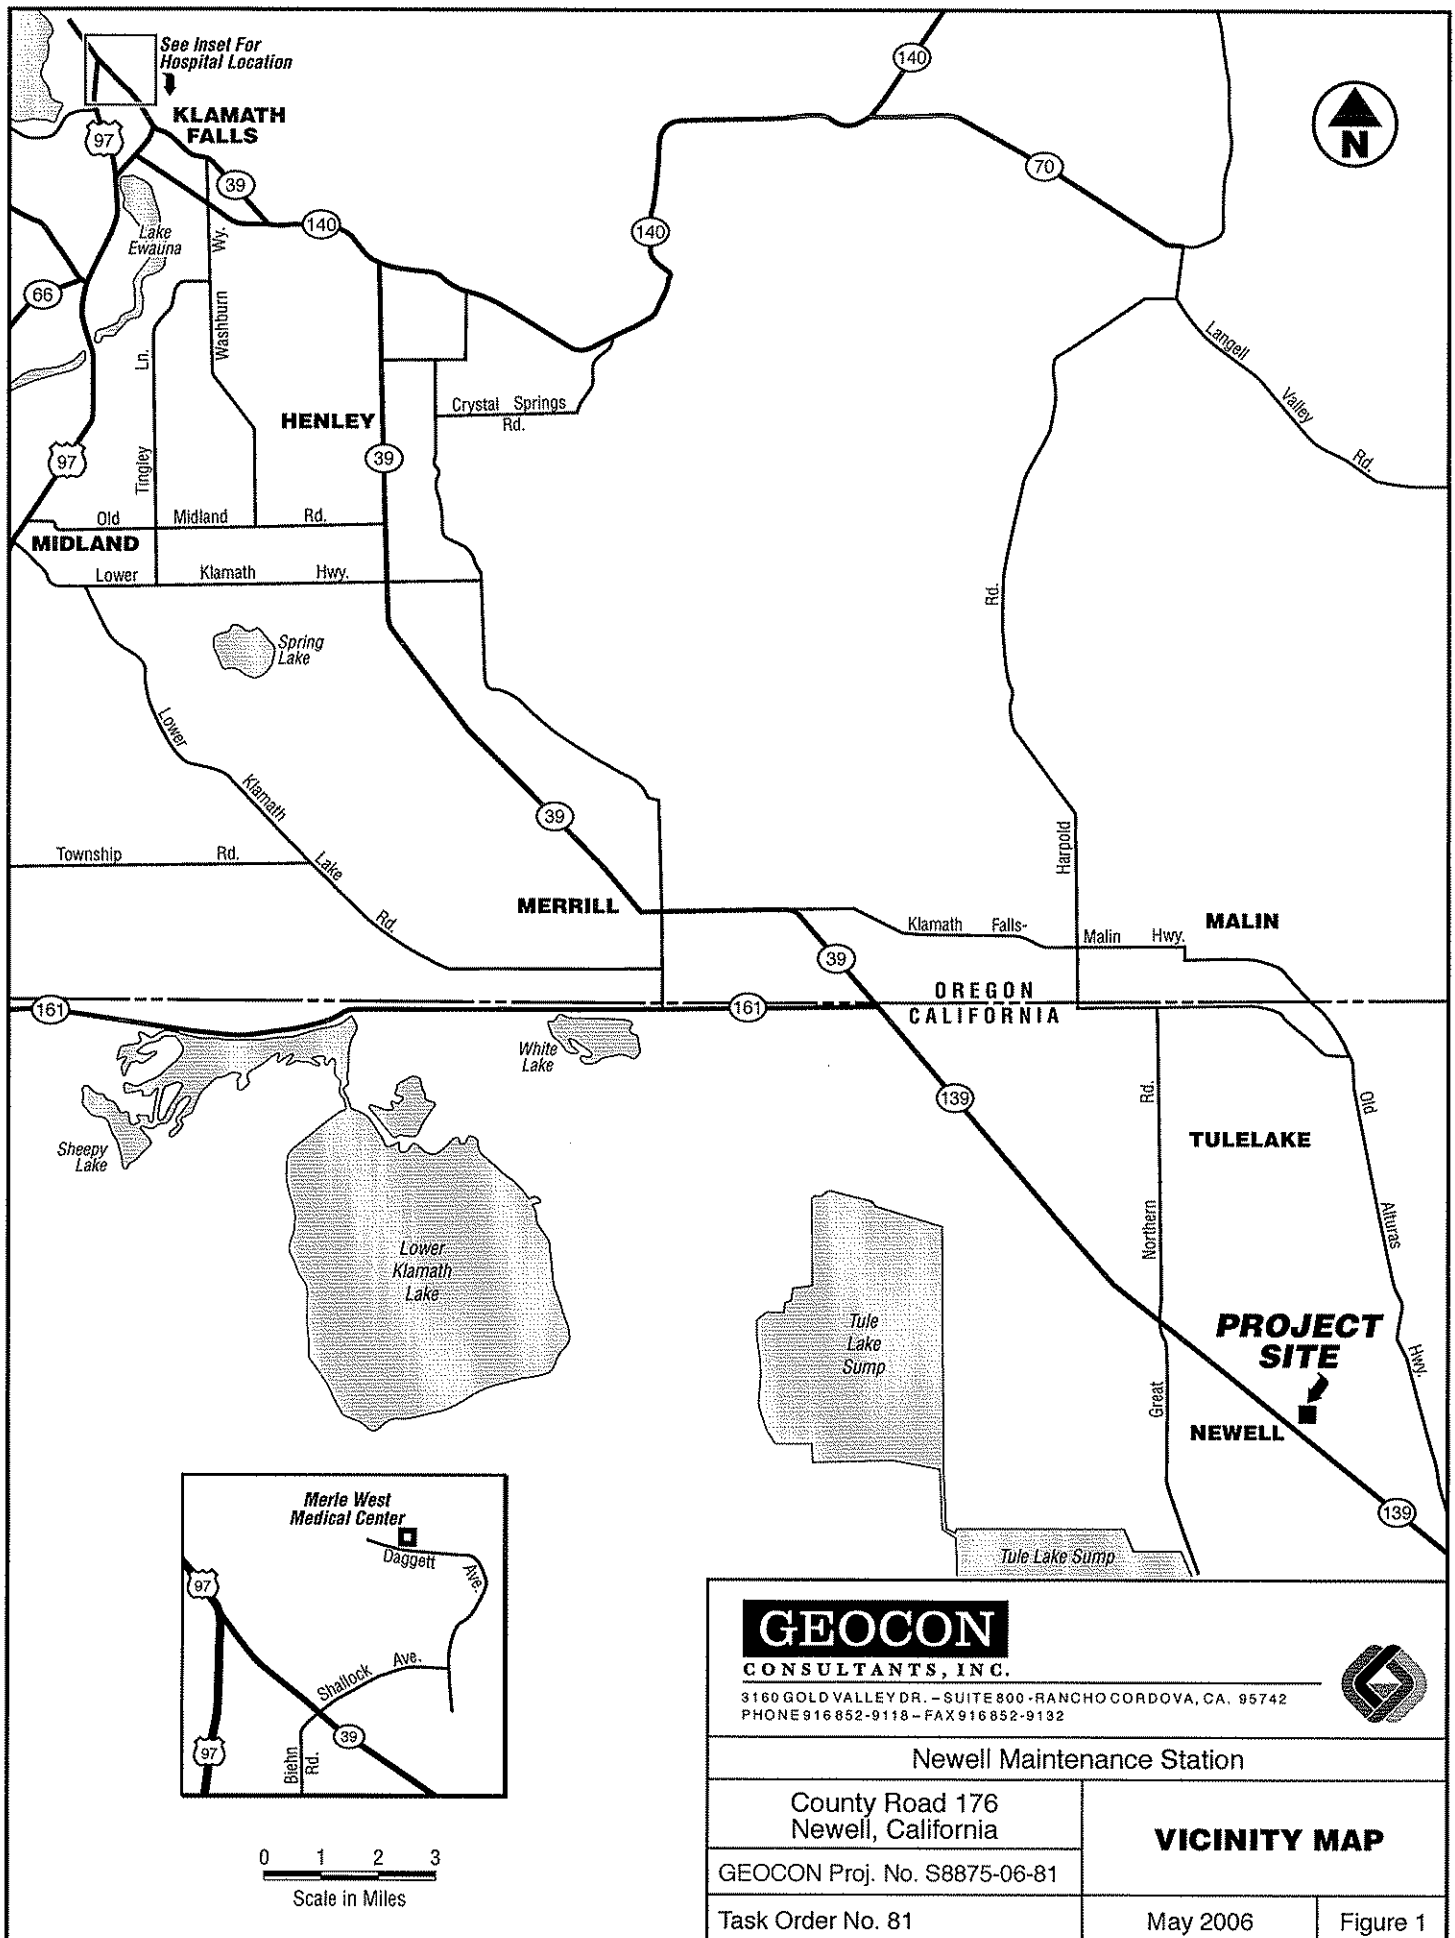 See Inset For
Hospital Location
KLAMATH
FALLS
97
39
140
140
140
70
N
Lake
Ewauna
Wy.
Washburn
66
Ln.
Tingley
97
HENLEY
39
Crystal Springs
Rd.
Langell
Valley
Rd.
Old Midland Rd.
MIDLAND
Lower Klamath Hwy.
Spring
Lake
Rd.
Harpold
Lower
Klamath
Lake
Rd.
39
Township Rd.
MERRILL
Klamath Falls-
Malin Hwy.
MALIN
39
OREGON
CALIFORNIA
161
161
White
Lake
Sheepy
Lake
139
Rd.
Northern
Great
TULELAKE
Old
Alturas
Hwy.
Lower
Klamath
Lake
Tule
Lake
Sump
PROJECT
SITE
NEWELL
139
Tule Lake Sump
Merle West
Medical Center
Daggett
Ave.
97
Shallock Ave.
39
97
Biehn
Rd.
0 1 2 3
Scale in Miles
GEOCON
CONSULTANTS, INC.
3160 GOLD VALLEY DR. – SUITE 800 - RANCHO CORDOVA, CA. 95742
PHONE 916 852-9118 – FAX 916 852-9132
Newell Maintenance Station
County Road 176
Newell, California
VICINITY MAP
GEOCON Proj. No. S8875-06-81
Task Order No. 81
May 2006
Figure 1